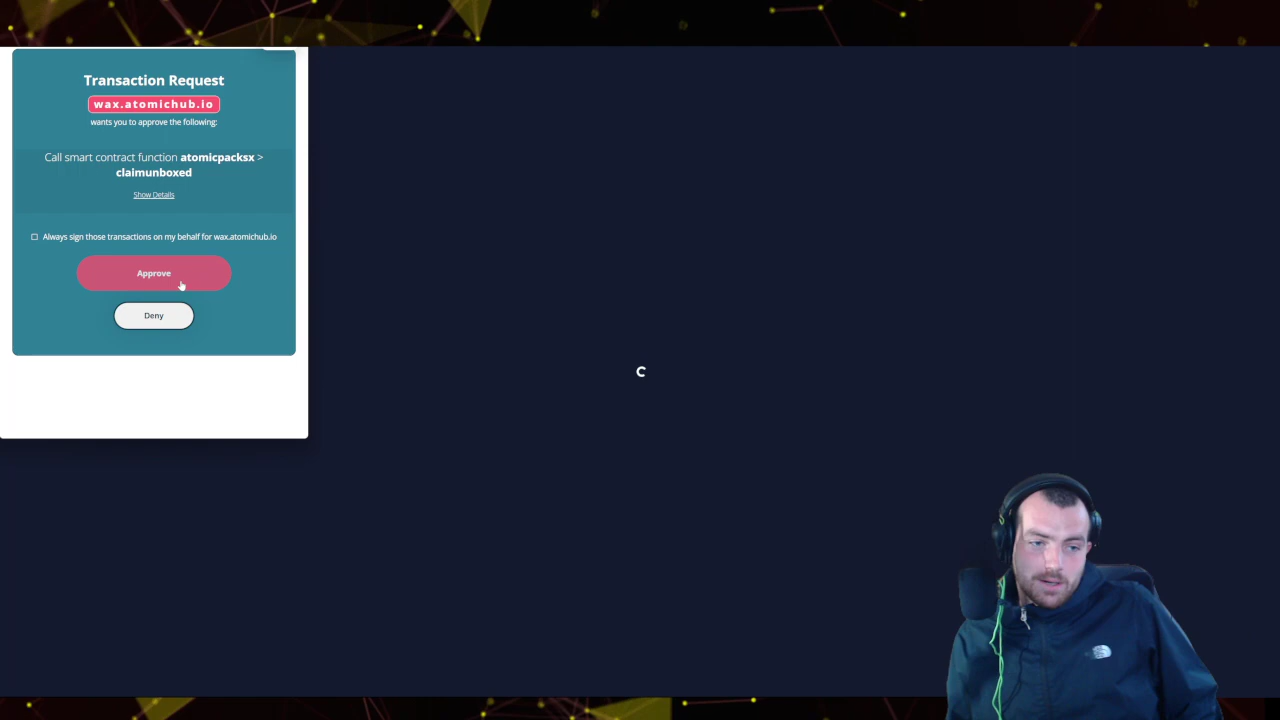 Transaction Request
wax.atomichub.io
wants you to approve the following:
Call smart contract function atomicpacksx >
claimunboxed
Show Details
Always sign those transactions on my behalf for wax.atomichub.io
Approve
Deny